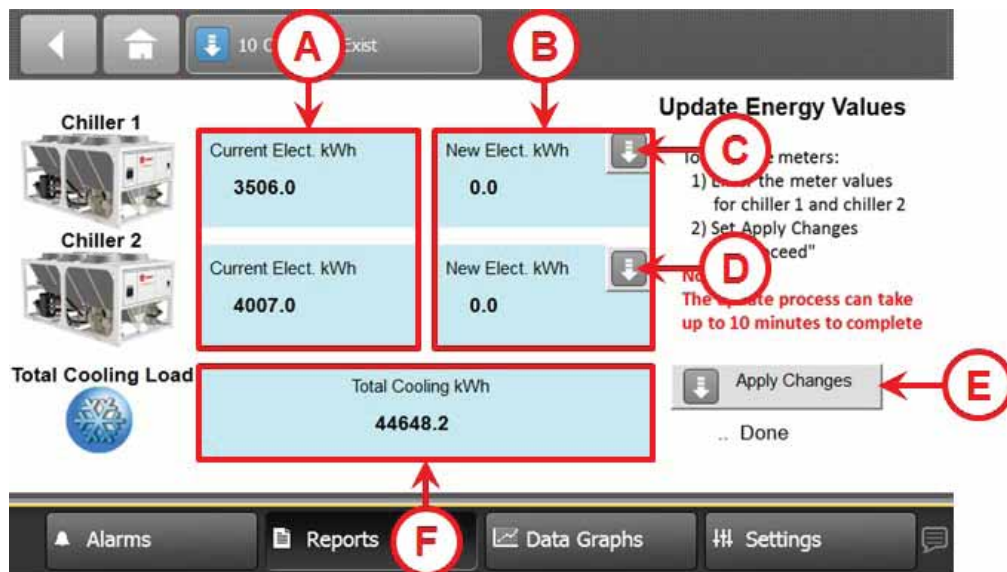 10
Exist
A
B
Update Energy Values
Chiller 1
Current Elect. kWh
3506.0
New Elect. kWh
0.0
C
meters:
1)
the meter values
for chiller 1 and chiller 2
2) Set Apply Changes
Chiller 2
Current Elect. kWh
4007.0
New Elect. kWh
0.0
D
The update process can take
up to 10 minutes to complete
Total Cooling Load
Total Cooling kWh
44648.2
Apply Changes
E
.. Done
Alarms
Reports
F
Data Graphs
Settings